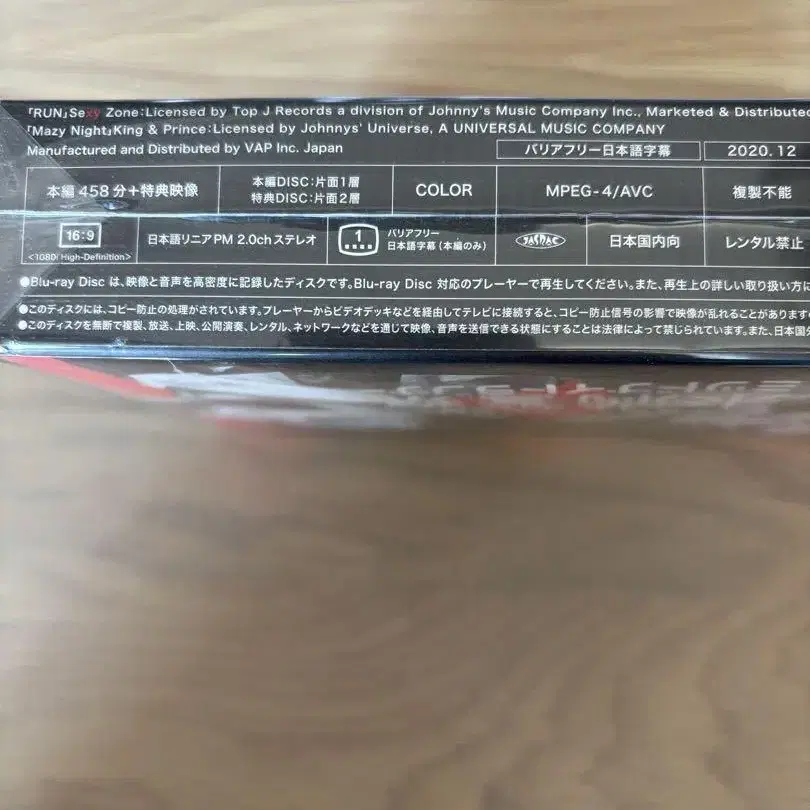 「RUN」Sexy Zone:Licensed by Top J Records a division of Johnny's Music Company Inc., Marketed & Distributed
「Mazy Night」King & Prince:Licensed by Johnnys' Universe, A UNIVERSAL MUSIC COMPANY
Manufactured and Distributed by VAP Inc. Japan
バリアフリー日本語字幕
2020.12
本編 458分+特典映像
本編DISC:片面1層
特典DISC:片面2層
COLOR
MPEG-4/AVC
複製不能
16:9
<1080i High-Definition>
日本語リニアPM 2.0chステレオ
1
バリアフリー
日本語字幕(本編のみ)
JASRAC
日本国内向
レンタル禁止
●Blu-ray Disc は、映像と音声を高密度に記録したディスクです。Blu-ray Disc 対応のプレーヤーで再生してください。また、再生上の詳しい取り扱い方に
●このディスクには、コピー防止の処理がされています。プレーヤーからビデオデッキなどを経由してテレビに接続すると、コピー防止信号の影響で映像が乱れることがあります
●このディスクを無断で複製、放送、上映、公開演奏、レンタル、ネットワークなどを通じて映像、音声を送信できる状態にすることは法律によって禁じられています。また、日本国